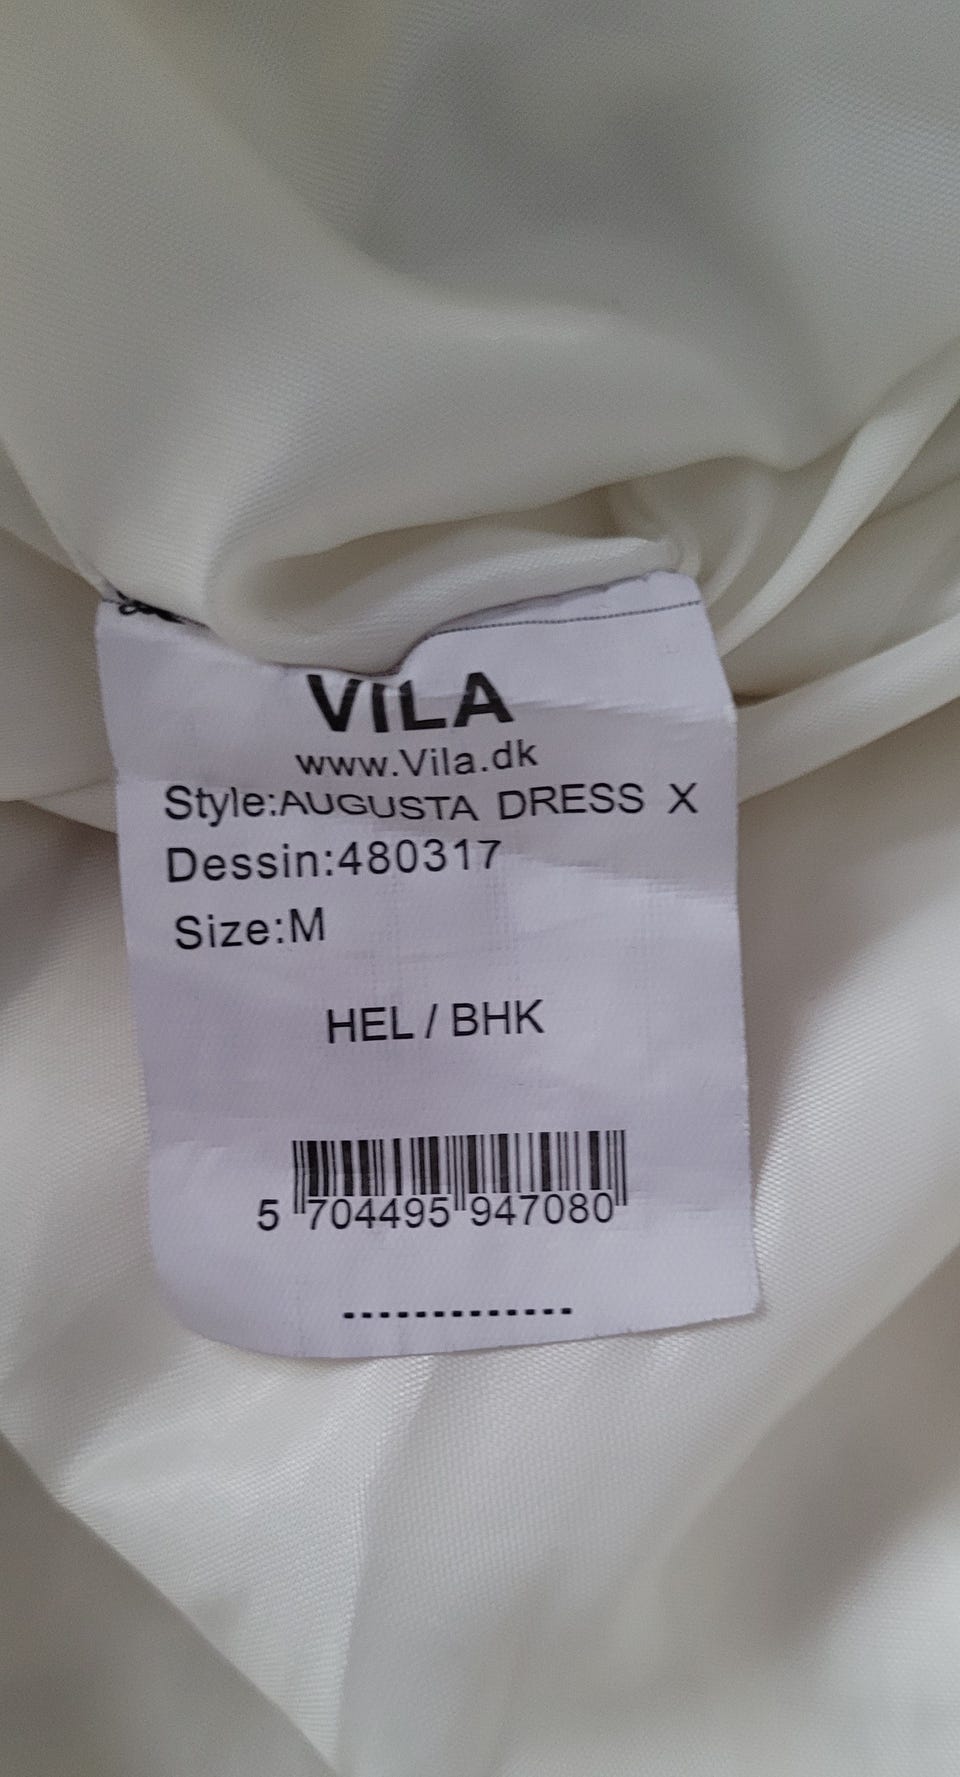 VILA
www.Vila.dk
Style:AUGUSTA DRESS X
Dessin:480317
Size:M
HEL / BHK
5 704495 947080